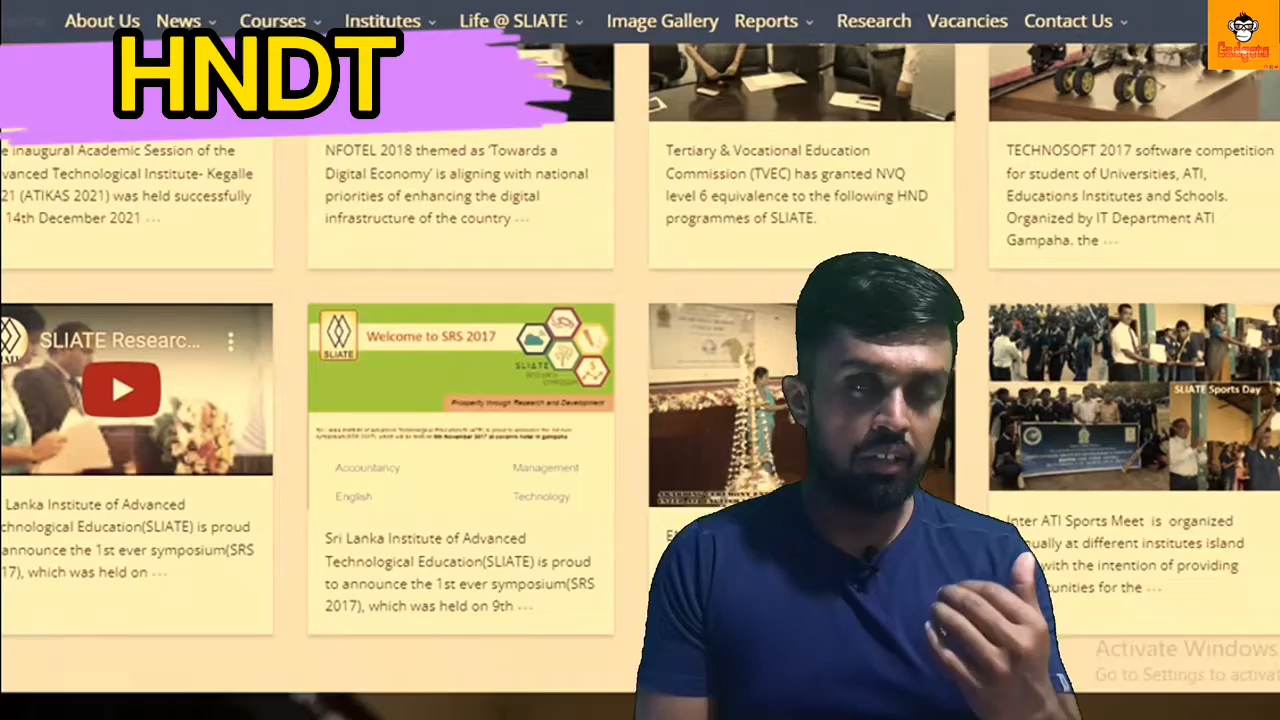 About Us News Courses Institutes Life @ SLIATE Image Gallery Reports Research Vacancies Contact Us
HNDT
Gadgeto
e inaugural Academic Session of the
vanced Technological Institute- Kegalle
21 (ATIKAS 2021) was held successfully
14th December 2021 ···
NFOTEL 2018 themed as 'Towards a
Digital Economy' is aligning with national
priorities of enhancing the digital
infrastructure of the country ···
Tertiary & Vocational Education
Commission (TVEC) has granted NVQ
level 6 equivalence to the following HND
programmes of SLIATE.
TECHNOSOFT 2017 software competition
for student of Universities, ATI,
Educations Institutes and Schools.
Organized by IT Department ATI
Gampaha. the ···
SLIATE Researc...
Lanka Institute of Advanced
chnological Education(SLIATE) is proud
announce the 1st ever symposium(SRS
17), which was held on ···
SLIATE
Welcome to SRS 2017
SLIATE
Prosperity through Research and Development
Accountancy Management
English Technology
Sri Lanka Institute of Advanced
Technological Education(SLIATE) is proud
to announce the 1st ever symposium(SRS
2017), which was held on 9th ···
SLIATE Sports Day
Inter ATI Sports Meet is organized
ually at different institutes island
with the intention of providing
tunities for the ···
Activate Windows
Go to Settings to activat